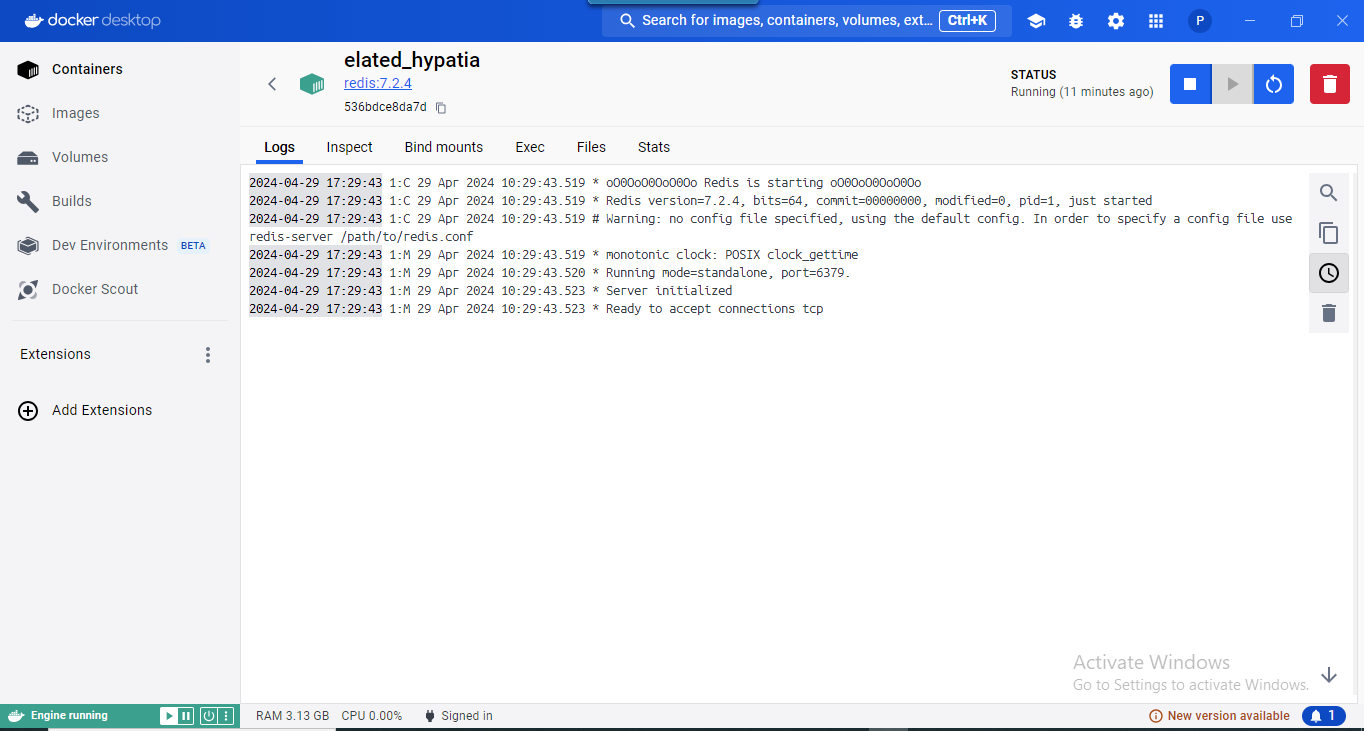 docker desktop
Search for images, containers, volumes, ext... Ctrl+K
P
Containers
Images
Volumes
Builds
Dev Environments BETA
Docker Scout
Extensions
Add Extensions
elated_hypatia
redis:7.2.4
536bdce8da7d
STATUS
Running (11 minutes ago)
Logs Inspect Bind mounts Exec Files Stats
2024-04-29 17:29:43 1:C 29 Apr 2024 10:29:43.519 * oO0OoO0OoO0Oo Redis is starting oO0OoO0OoO0Oo
2024-04-29 17:29:43 1:C 29 Apr 2024 10:29:43.519 * Redis version=7.2.4, bits=64, commit=00000000, modified=0, pid=1, just started
2024-04-29 17:29:43 1:C 29 Apr 2024 10:29:43.519 # Warning: no config file specified, using the default config. In order to specify a config file use
redis-server /path/to/redis.conf
2024-04-29 17:29:43 1:M 29 Apr 2024 10:29:43.519 * monotonic clock: POSIX clock_gettime
2024-04-29 17:29:43 1:M 29 Apr 2024 10:29:43.520 * Running mode=standalone, port=6379.
2024-04-29 17:29:43 1:M 29 Apr 2024 10:29:43.523 * Server initialized
2024-04-29 17:29:43 1:M 29 Apr 2024 10:29:43.523 * Ready to accept connections tcp
Activate Windows
Go to Settings to activate Windows.
Engine running
RAM 3.13 GB CPU 0.00% Signed in
New version available 1